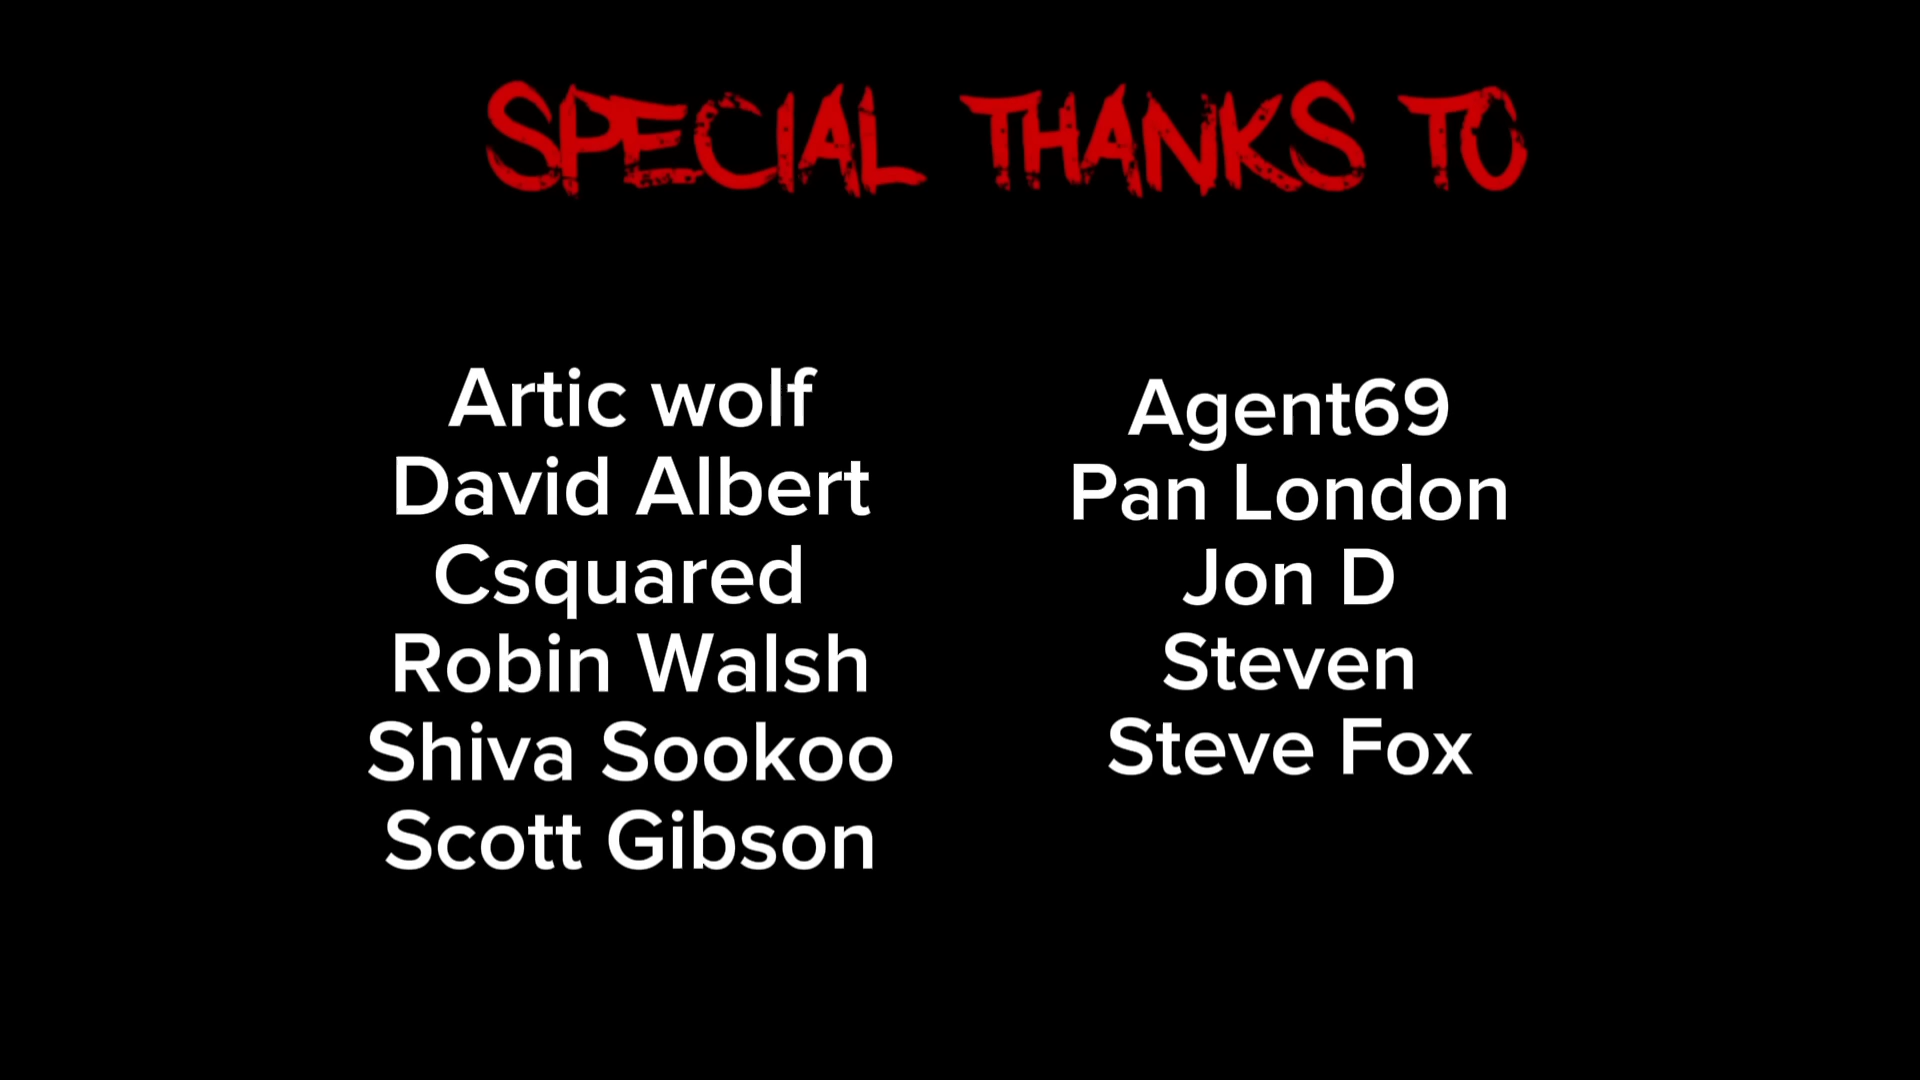 SPECIAL THANKS TO
Artic wolf
David Albert
Csquared
Robin Walsh
Shiva Sookoo
Scott Gibson
Agent69
Pan London
Jon D
Steven
Steve Fox